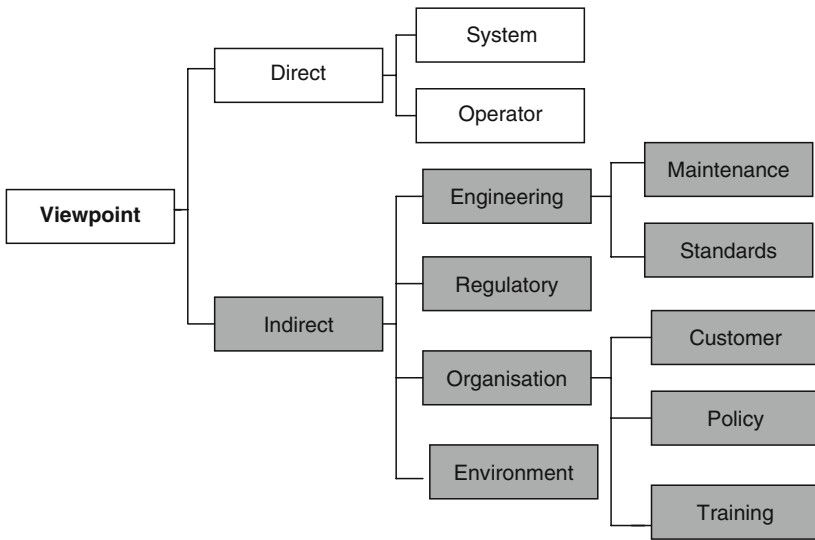 System
Direct
Operator
Maintenance
Engineering
Viewpoint
Standards
Regulatory
Indirect
Customer
Organisation
Policy
Environment
Training